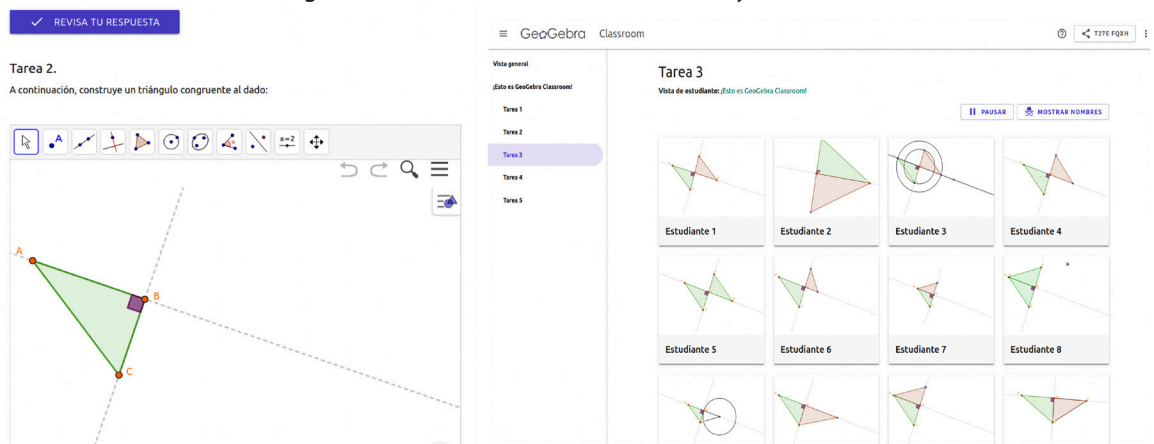 REVISA TU RESPUESTA
Tarea 2.
A continuación, construye un triángulo congruente al dado:
A
a=2
A
B
C
GeoGebra Classroom
T27E FQXH
Vista general
¡Esto es GeoGebra Classroom!
Tarea 1
Tarea 2
Tarea 3
Tarea 4
Tarea 5
Tarea 3
Vista de estudiante: ¡Esto es GeoGebra Classroom!
PAUSAR
MOSTRAR NOMBRES
Estudiante 1
Estudiante 2
Estudiante 3
Estudiante 4
Estudiante 5
Estudiante 6
Estudiante 7
Estudiante 8